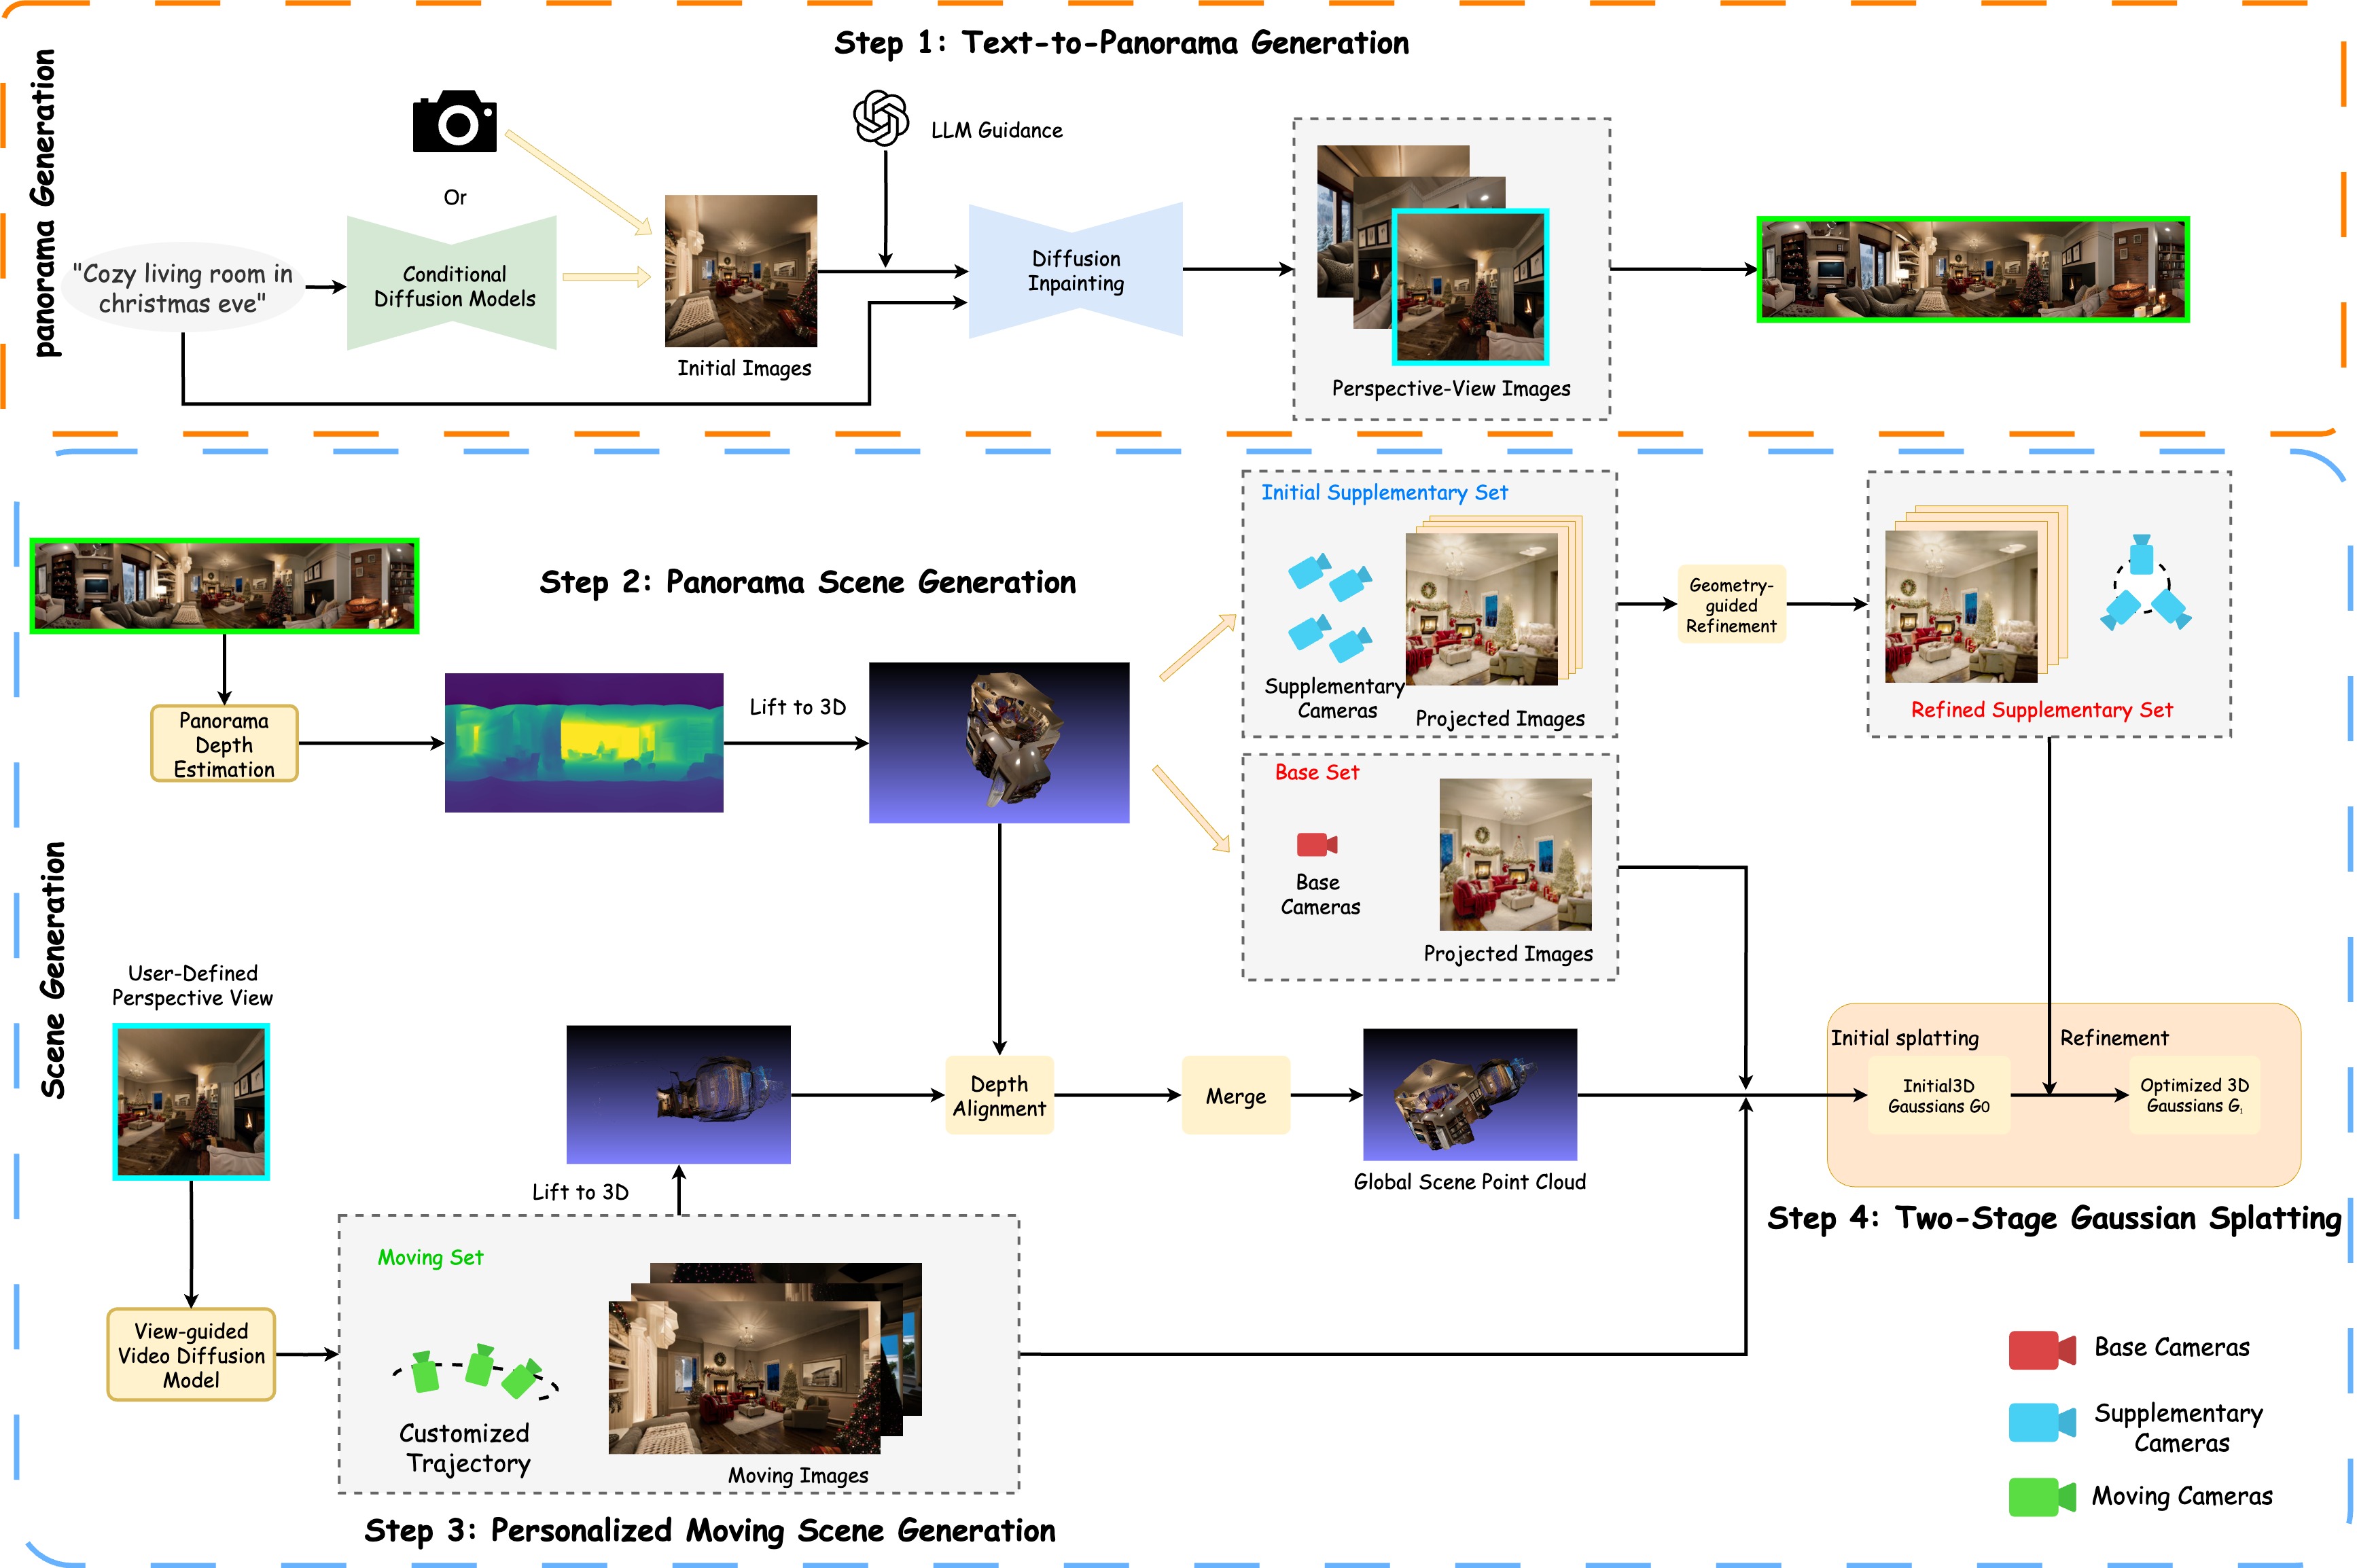 Step 1: Text-to-Panorama Generation
panorama Generation
LLM Guidance
Or
"Cozy living room in
christmas eve"
Conditional
Diffusion Models
Initial Images
Diffusion
Inpainting
Perspective-View Images
Scene Generation
Step 2: Panorama Scene Generation
Panorama
Depth
Estimation
Lift to 3D
Initial Supplementary Set
Supplementary
Cameras
Projected Images
Geometry-
guided
Refinement
Refined Supplementary Set
Base Set
Base
Cameras
Projected Images
User-Defined
Perspective View
View-guided
Video Diffusion
Model
Lift to 3D
Depth
Alignment
Merge
Global Scene Point Cloud
Initial splatting
Refinement
Initial3D
Gaussians G0
Optimized 3D
Gaussians G₁
Step 4: Two-Stage Gaussian Splatting
Moving Set
Customized
Trajectory
Moving Images
Step 3: Personalized Moving Scene Generation
Base Cameras
Supplementary
Cameras
Moving Cameras